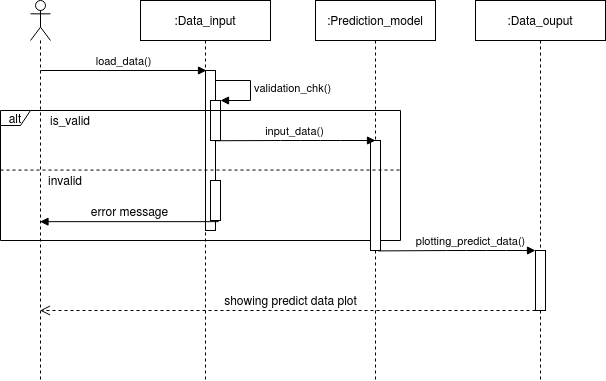 :Data_input
:Prediction_model
:Data_ouput
load_data()
validation_chk()
alt
is_valid
input_data()
invalid
error message
plotting_predict_data()
showing predict data plot